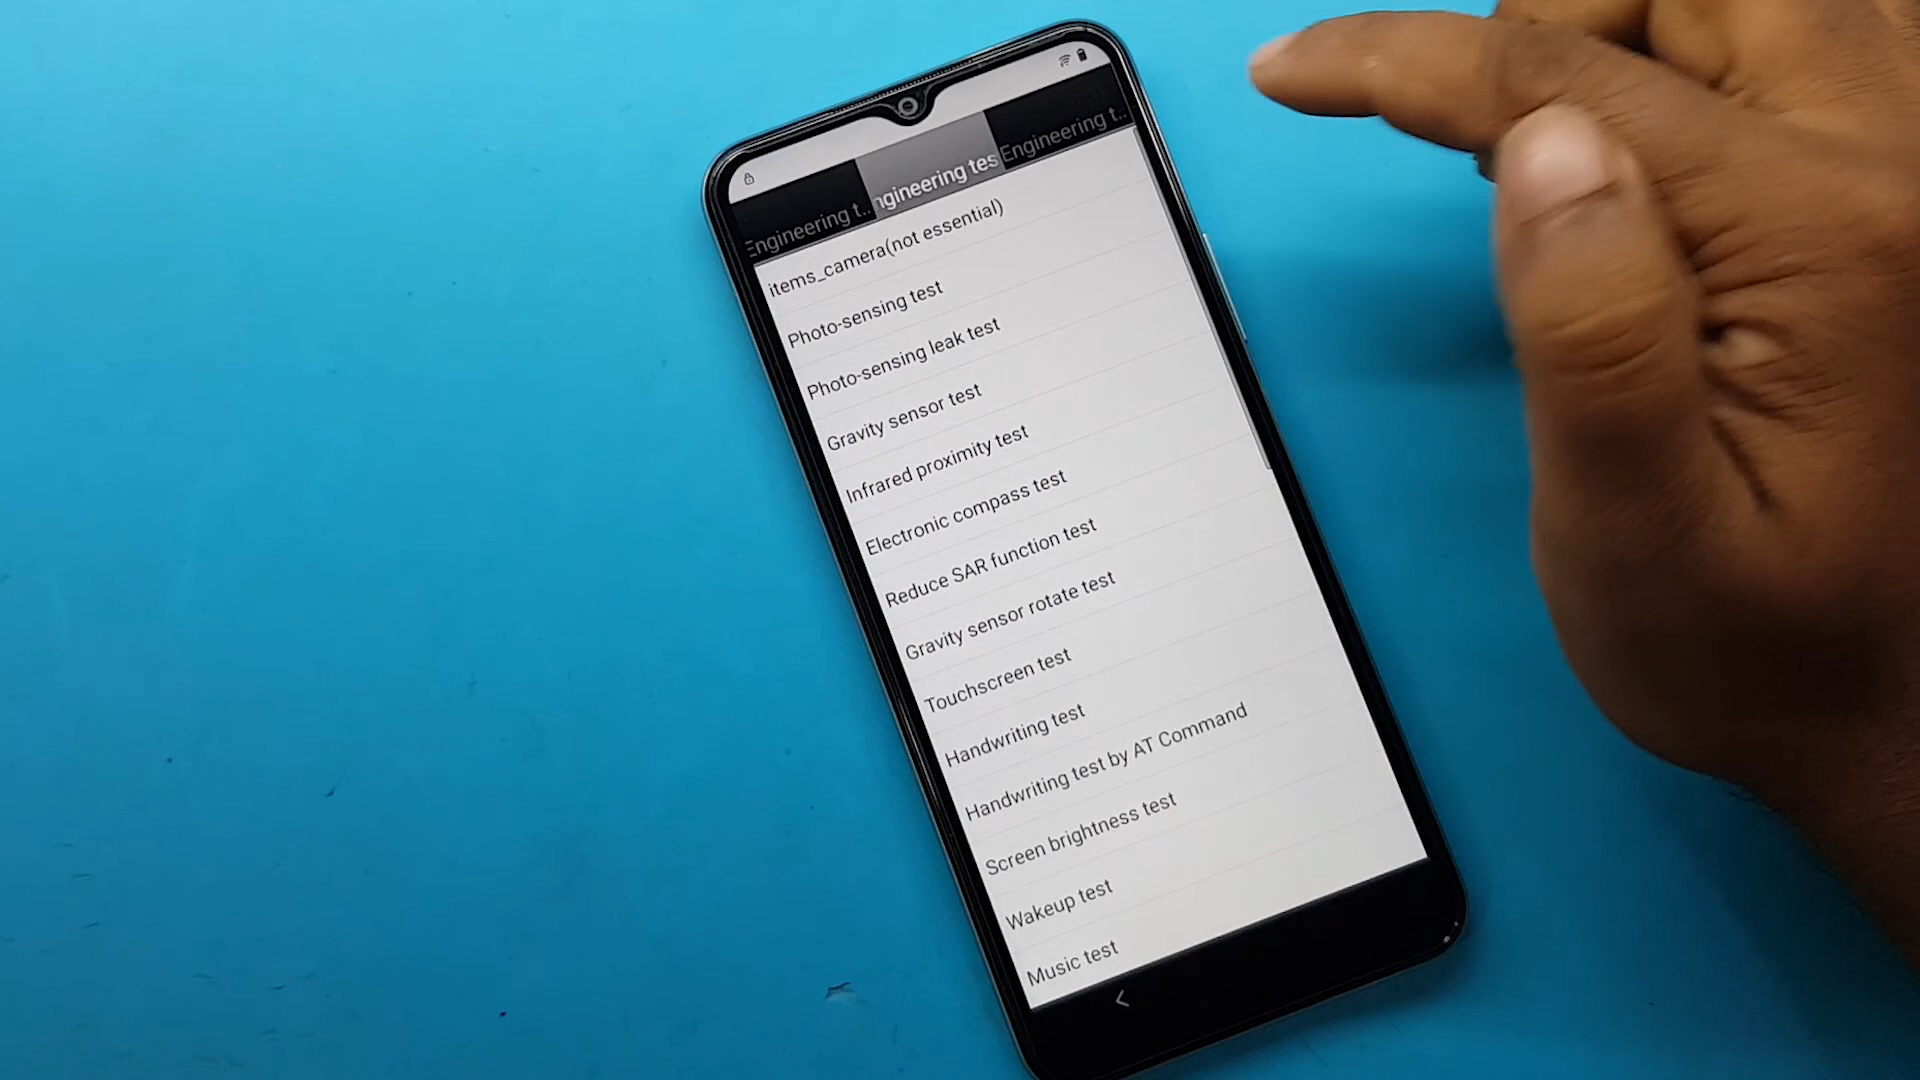 Engineering t..
ngineering tes
Engineering t..
items_camera(not essential)
Photo-sensing test
Photo-sensing leak test
Gravity sensor test
Infrared proximity test
Electronic compass test
Reduce SAR function test
Gravity sensor rotate test
Touchscreen test
Handwriting test
Handwriting test by AT Command
Screen brightness test
Wakeup test
Music test